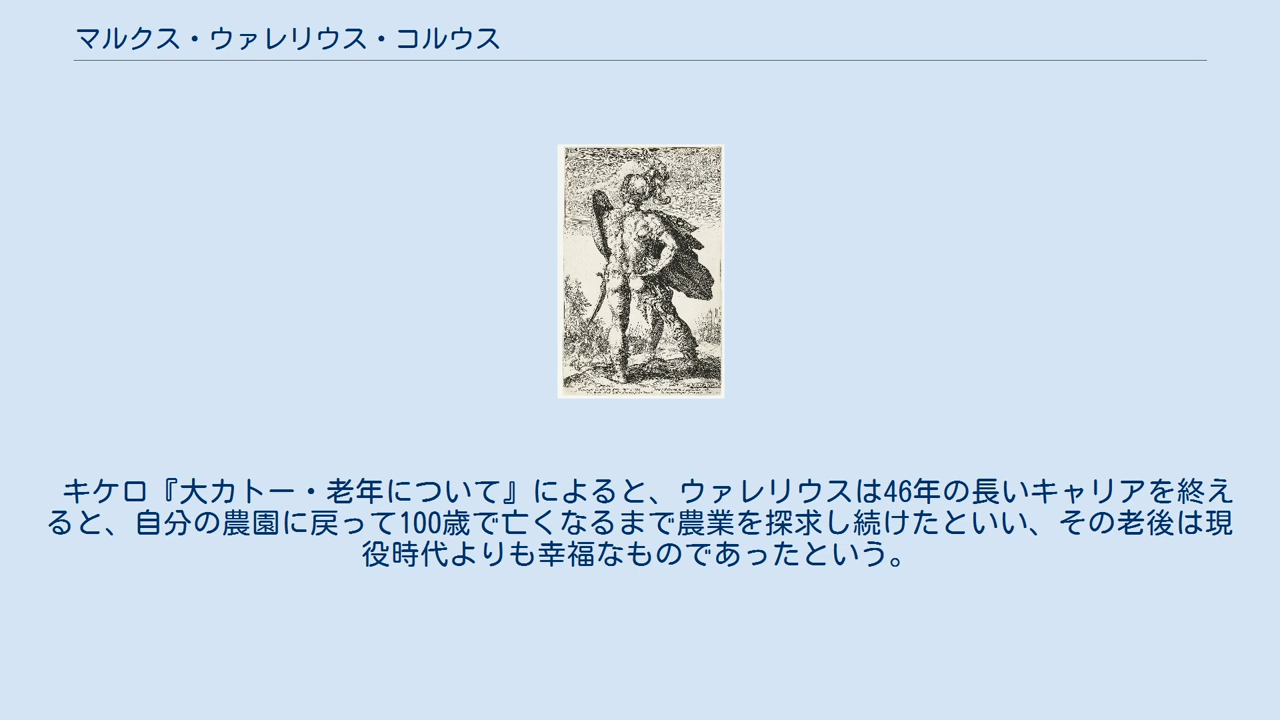 マルクス・ウァレリウス・コルウス
キケロ『大カトー・老年について』によると、ウァレリウスは46年の長いキャリアを終え
ると、自分の農園に戻って100歳で亡くなるまで農業を探求し続けたといい、その老後は現
役時代よりも幸福なものであったという。